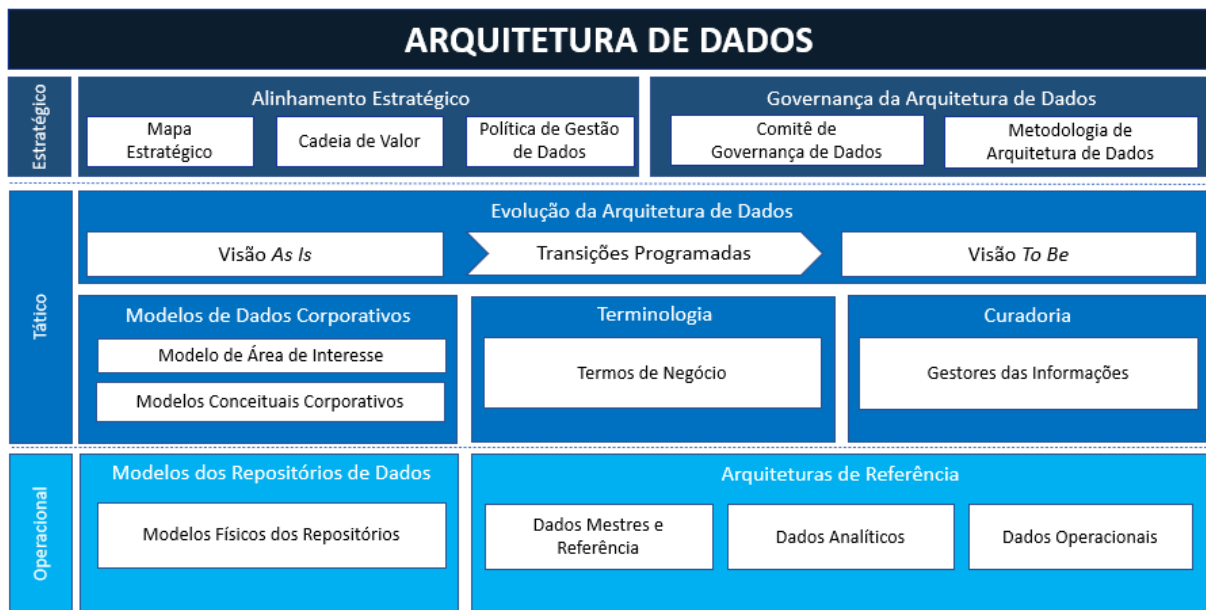 ARQUITETURA DE DADOS
Estratégico
Alinhamento Estratégico
Mapa
Estratégico
Cadeia de Valor
Política de Gestão
de Dados
Governança da Arquitetura de Dados
Comitê de
Governança de Dados
Metodologia de
Arquitetura de Dados
Tático
Evolução da Arquitetura de Dados
Visão As Is
Transições Programadas
Visão To Be
Modelos de Dados Corporativos
Modelo de Área de Interesse
Modelos Conceituais Corporativos
Terminologia
Termos de Negócio
Curadoria
Gestores das Informações
Operacional
Modelos dos Repositórios de Dados
Modelos Físicos dos Repositórios
Arquiteturas de Referência
Dados Mestres e
Referência
Dados Analíticos
Dados Operacionais